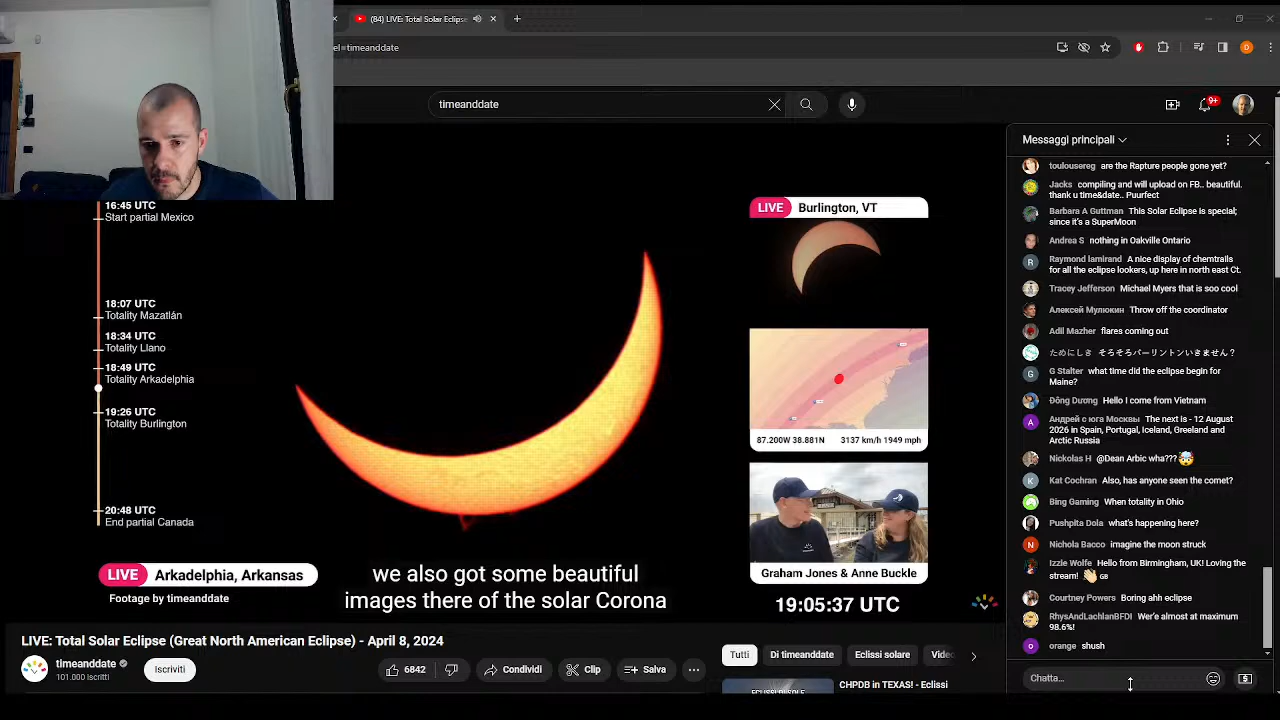 (84) LIVE: Total Solar Eclips
el=timeanddate
timeanddate
9+
16:45 UTC
Start partial Mexico
18:07 UTC
Totality Mazatlán
18:34 UTC
Totality Llano
18:49 UTC
Totality Arkadelphia
19:26 UTC
Totality Burlington
20:48 UTC
End partial Canada
LIVE Arkadelphia, Arkansas
Footage by timeanddate
we also got some beautiful
images there of the solar Corona
LIVE Burlington, VT
87.200W 38.881N 3137 km/h 1949 mph
Graham Jones & Anne Buckle
19:05:37 UTC
LIVE: Total Solar Eclipse (Great North American Eclipse) - April 8, 2024
timeanddate
101.000 iscritti
Iscriviti
6842
Condividi
Clip
Salva
Tutti
Di timeanddate
Eclissi solare
Video
CHPDB in TEXAS! - Eclissi
Messaggi principali
toulousereg are the Rapture people gone yet?
Jacks compiling and will upload on FB.. beautiful.
thank u time&date.. Puurfect
Barbara A Guttman This Solar Eclipse is special;
since it's a SuperMoon
Andrea S nothing in Oakville Ontario
R
Raymond lamirand A nice display of chemtralls
for all the eclipse lookers, up here in north east Ct.
Tracey Jefferson Michael Myers that is soo cool
Алексей Мулюкин Throw off the coordinator
Adil Mazher flares coming out
ためにしき そろそろバーリントンいきません？
G
G Stalter what time did the eclipse begin for
Maine?
Đông Dương Hello I come from Vietnam
А
Андрей с юга Москвы The next is - 12 August
2026 in Spain, Portugal, Iceland, Greeland and
Arctic Russia
Nickolas H @Dean Arbic wha???
K
Kat Cochran Also, has anyone seen the comet?
Bing Gaming When totality in Ohio
Pushpita Dola what's happening here?
N
Nichola Bacco imagine the moon struck
Izzie Wolfe Hello from Birmingham, UK! Loving the
stream! GB
Courtney Powers Boring ahh eclipse
RhysAndLachlanBFDI Wer'e almost at maximum
98.6%!
o
orange shush
Chatta...